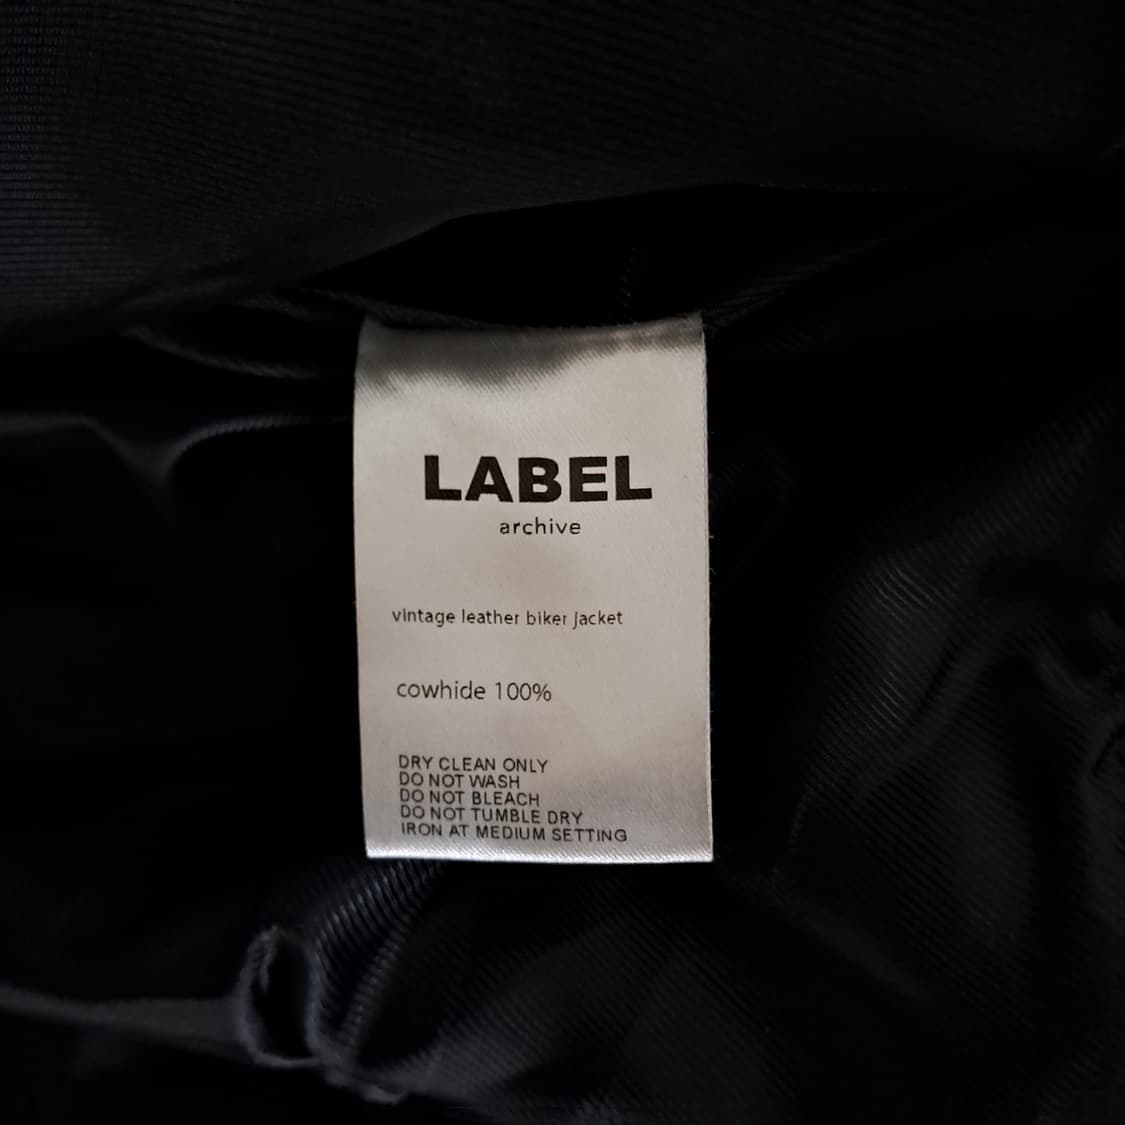 LABEL
archive
vintage leather biker jacket
cowhide 100%
DRY CLEAN ONLY
DO NOT WASH
DO NOT BLEACH
DO NOT TUMBLE DRY
IRON AT MEDIUM SETTING